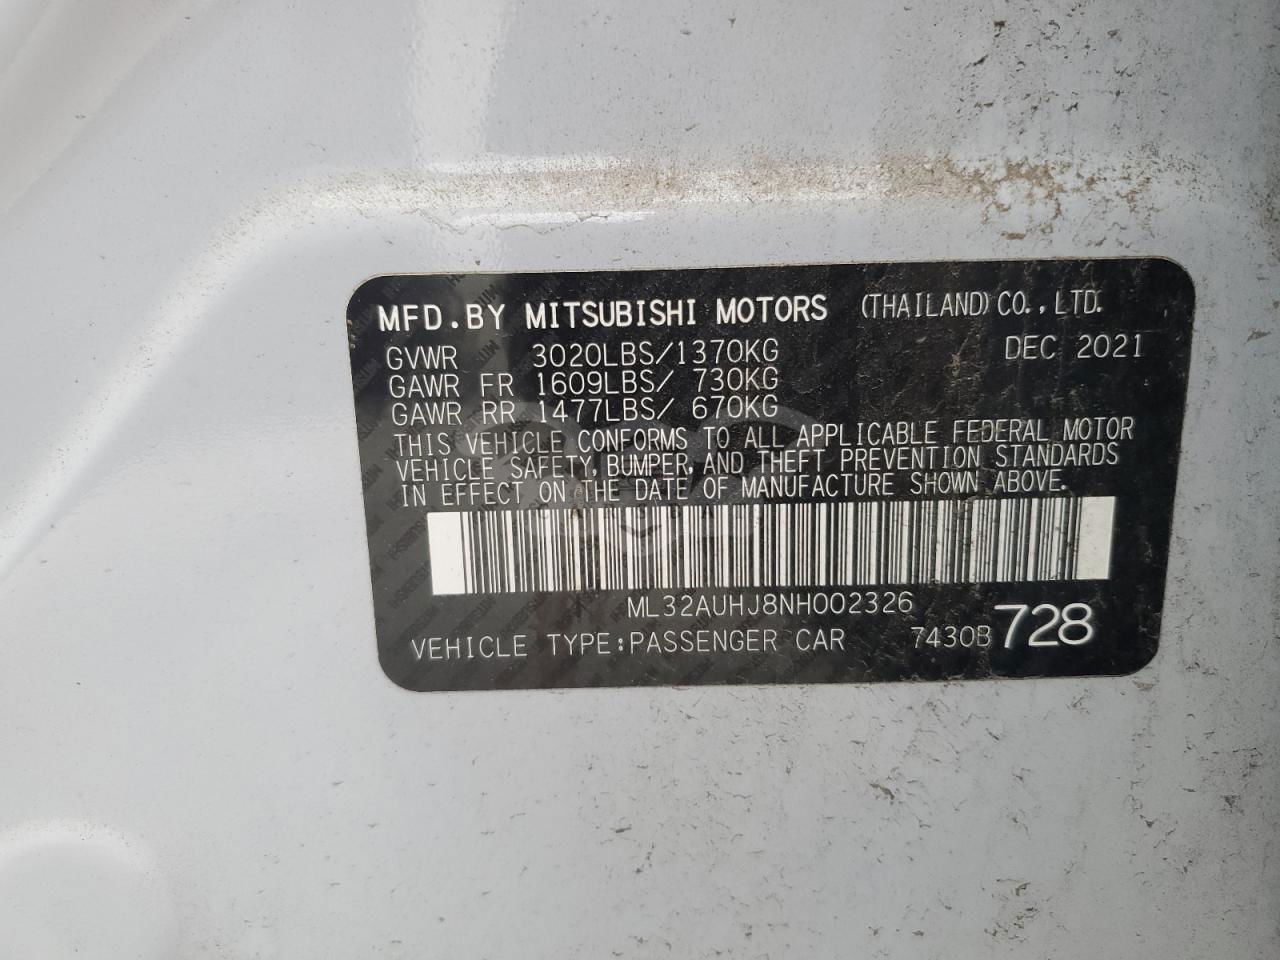 MFD.BY MITSUBISHI MOTORS (THAILAND) CO.,LTD.
GVWR 3020LBS/1370KG DEC 2021
GAWR FR 1609LBS/ 730KG
GAWR RR 1477LBS/ 670KG
THIS VEHICLE CONFORMS TO ALL APPLICABLE FEDERAL MOTOR
VEHICLE SAFETY, BUMPER, AND THEFT PREVENTION STANDARDS
IN EFFECT ON THE DATE OF MANUFACTURE SHOWN ABOVE.
ML32AUHJ8NH002326
VEHICLE TYPE:PASSENGER CAR 7430B 728